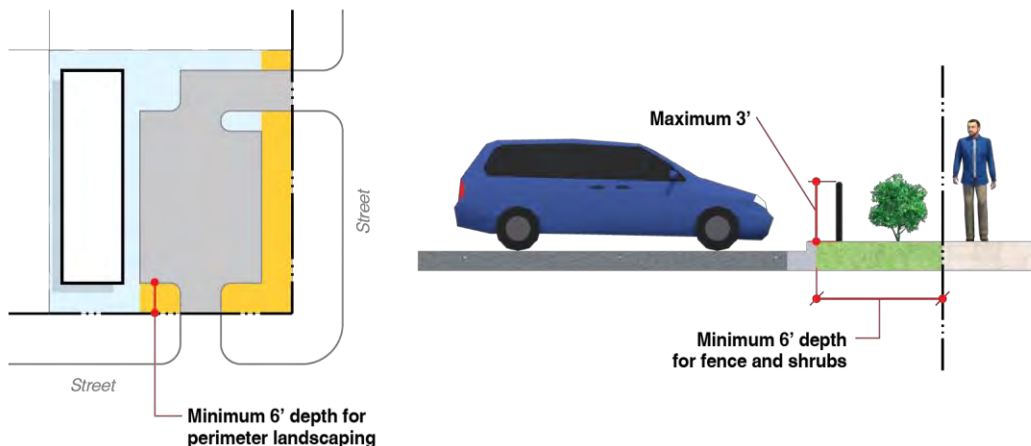 Street
Street
Minimum 6’ depth for
perimeter landscaping
Maximum 3’
Minimum 6’ depth
for fence and shrubs